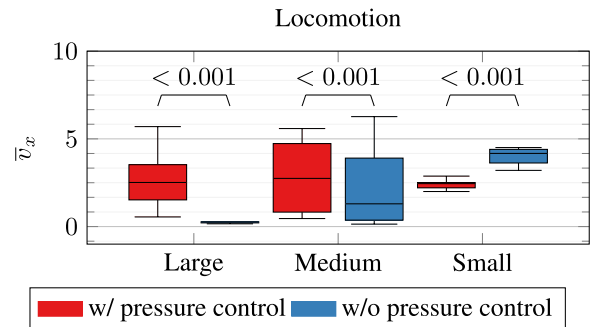 Locomotion
10
< 0.001 < 0.001 < 0.001
5
v̅x
0
Large Medium Small
w/ pressure control w/o pressure control